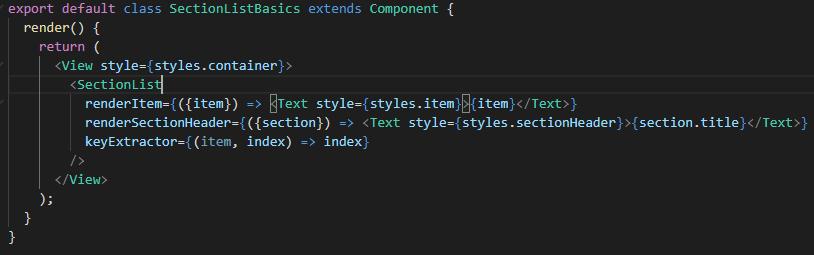 export default class SectionListBasics extends Component {
  render() {
    return (
      <View style={styles.container}>
        <SectionList
          renderItem={({item}) => <Text style={styles.item}>{item}</Text>}
          renderSectionHeader={({section}) => <Text style={styles.sectionHeader}>{section.title}</Text>}
          keyExtractor={(item, index) => index}
        />
      </View>
    );
  }
}